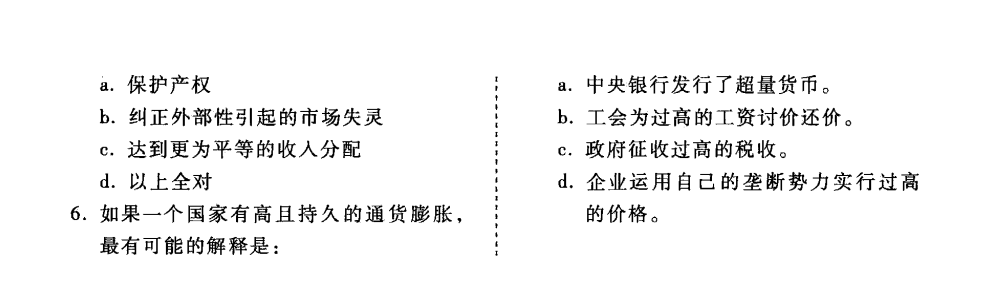 a. 保护产权
b. 纠正外部性引起的市场失灵
c. 达到更为平等的收入分配
d. 以上全对
6. 如果一个国家有高且持久的通货膨胀，
最有可能的解释是：
a. 中央银行发行了超量货币。
b. 工会为过高的工资讨价还价。
c. 政府征收过高的税收。
d. 企业运用自己的垄断势力实行过高
的价格。